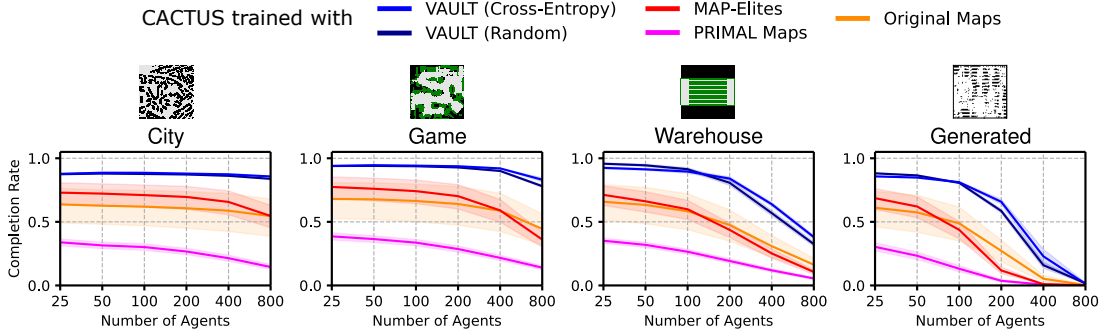 CACTUS trained with
VAULT (Cross-Entropy)
VAULT (Random)
MAP-Elites
PRIMAL Maps
Original Maps
City
Game
Warehouse
Generated
Completion Rate
1.0
0.5
0.0
25 50 100 200 400 800
Number of Agents
1.0
0.5
0.0
25 50 100 200 400 800
Number of Agents
1.0
0.5
0.0
25 50 100 200 400 800
Number of Agents
1.0
0.5
0.0
25 50 100 200 400 800
Number of Agents